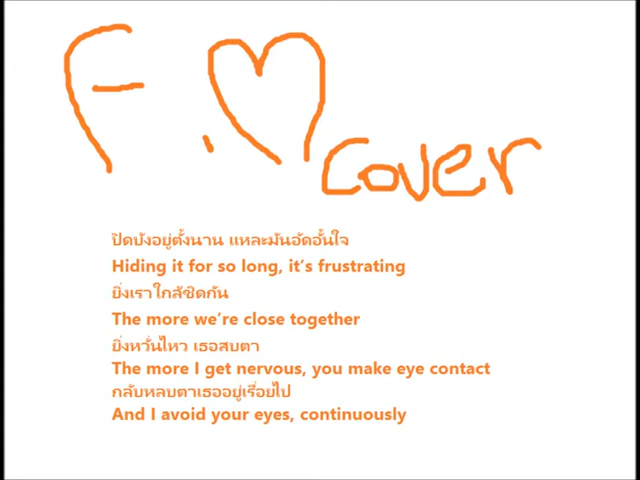 F.M
cover
ปิดบังอยู่ตั้งนาน แหละมันอัดอั้นใจ
Hiding it for so long, it’s frustrating
ยิ่งเราใกล้ชิดกัน
The more we’re close together
ยิ่งหวั่นไหว เธอสบตา
The more I get nervous, you make eye contact
กลับหลบตาเธออยู่เรื่อยไป
And I avoid your eyes, continuously